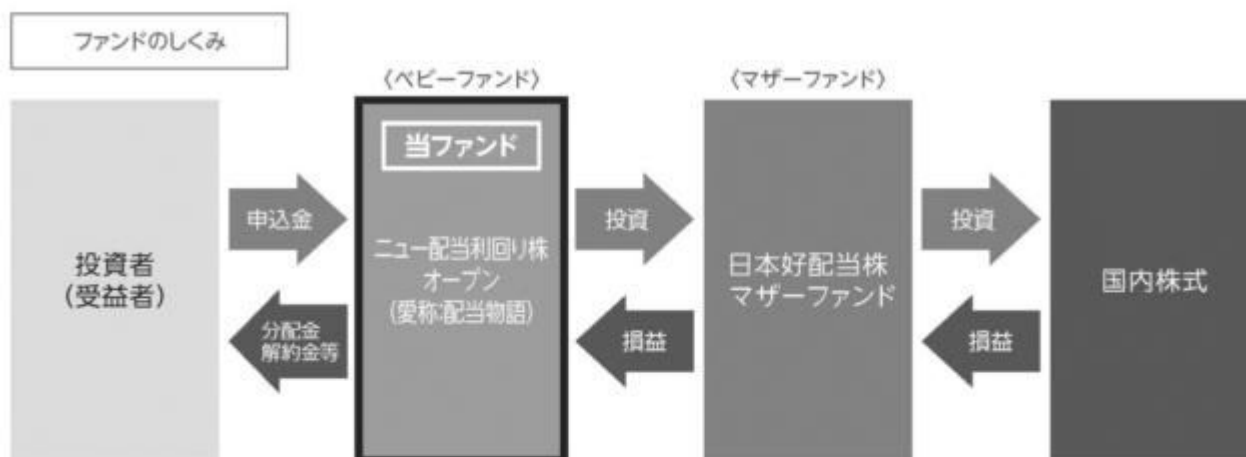 ファンドのしくみ
〈ベビーファンド〉
〈マザーファンド〉
投資者
(受益者)
申込金
分配金
解約金等
当ファンド
ニュー配当利回り株
オープン
(愛称:配当物語)
投資
損益
日本好配当株
マザーファンド
投資
損益
国内株式